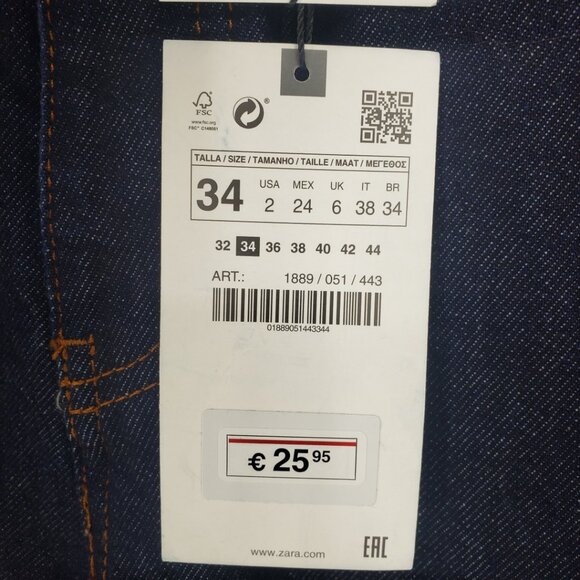 FSC
www.fsc.org
FSC® C148081
®
TALLA / SIZE / TAMANHO / TAILLE / MAAT / ΜΕΓΕΘΟΣ
34
USA MEX UK IT BR
2 24 6 38 34
32 34 36 38 40 42 44
ART.: 1889 / 051 / 443
01889051443344
€ 25 95
www.zara.com
EAC